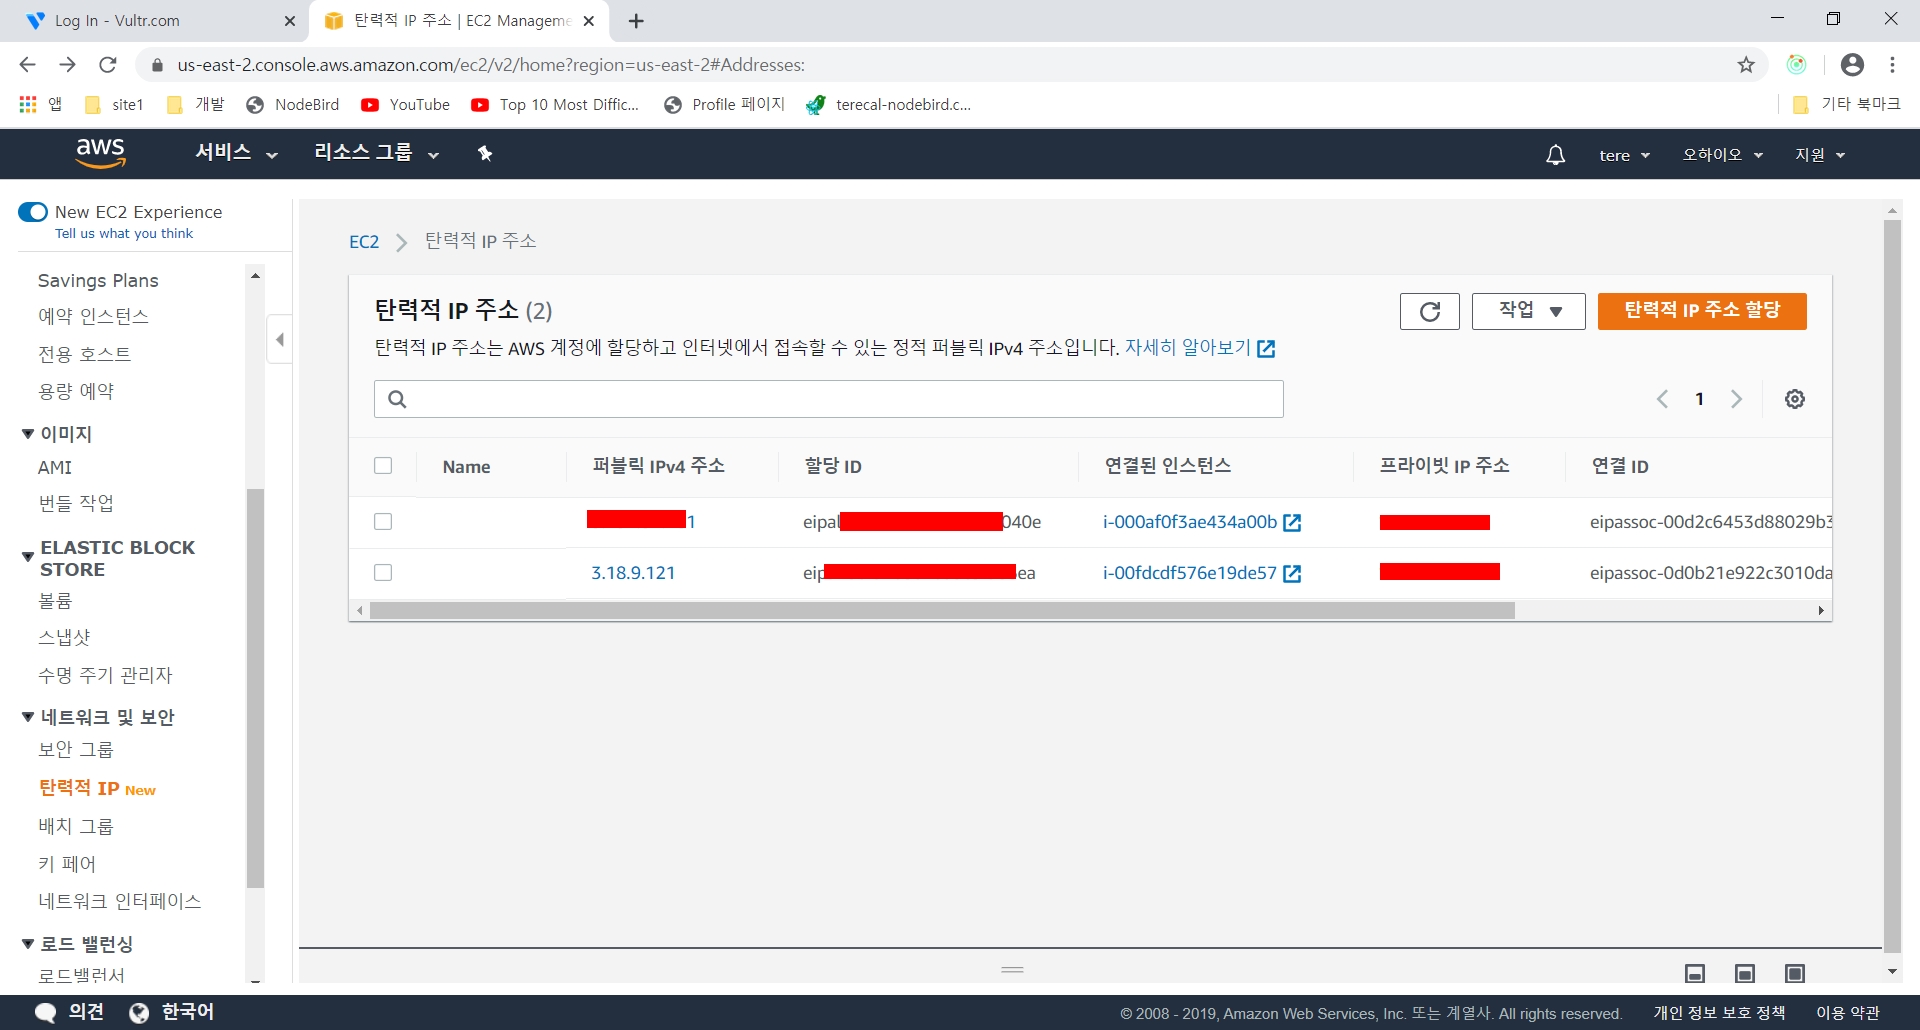 Log In - Vultr.com
탄력적 IP 주소 | EC2 Manageme
us-east-2.console.aws.amazon.com/ec2/v2/home?region=us-east-2#Addresses:
앱 site1 개발 NodeBird YouTube Top 10 Most Diffic... Profile 페이지 terecal-nodebird.c... 기타 북마크
aws 서비스 리소스 그룹 tere 오하이오 지원
New EC2 Experience
Tell us what you think
Savings Plans
예약 인스턴스
전용 호스트
용량 예약
이미지
AMI
번들 작업
ELASTIC BLOCK
STORE
볼륨
스냅샷
수명 주기 관리자
네트워크 및 보안
보안 그룹
탄력적 IP New
배치 그룹
키 페어
네트워크 인터페이스
로드 밸런싱
로드밸런서
EC2 탄력적 IP 주소
탄력적 IP 주소 (2)
작업
탄력적 IP 주소 할당
탄력적 IP 주소는 AWS 계정에 할당하고 인터넷에서 접속할 수 있는 정적 퍼블릭 IPv4 주소입니다. 자세히 알아보기
1
Name 퍼블릭 IPv4 주소 할당 ID 연결된 인스턴스 프라이빗 IP 주소 연결 ID
1 eipal 040e i-000af0f3ae434a00b eipassoc-00d2c6453d88029b3
3.18.9.121 eip ea i-00fdcdf576e19de57 eipassoc-0d0b21e922c3010da
의견 한국어 © 2008 - 2019, Amazon Web Services, Inc. 또는 계열사. All rights reserved. 개인 정보 보호 정책 이용 약관